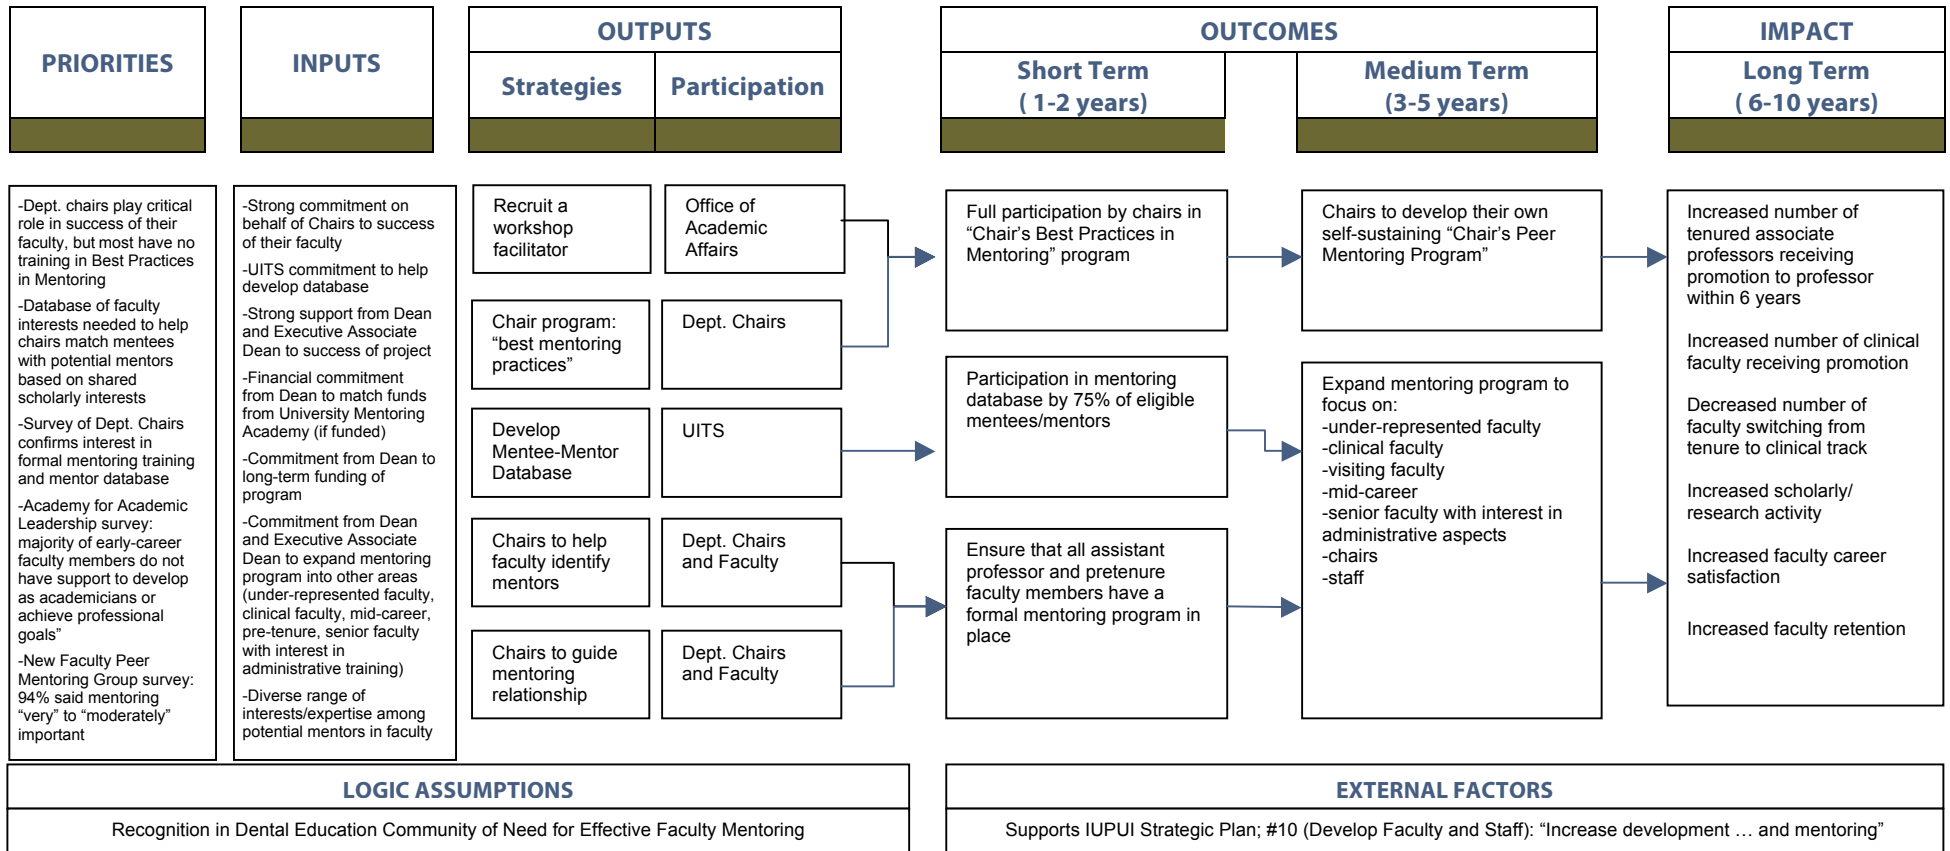 PRIORITIES
INPUTS
OUTPUTS
Strategies
Participation
OUTCOMES
Short Term
( 1-2 years)
Medium Term
(3-5 years)
IMPACT
Long Term
( 6-10 years)
-Dept. chairs play critical
role in success of their
faculty, but most have no
training in Best Practices
in Mentoring
-Database of faculty
interests needed to help
chairs match mentees
with potential mentors
based on shared
scholarly interests
-Survey of Dept. Chairs
confirms interest in
formal mentoring training
and mentor database
-Academy for Academic
Leadership survey:
majority of early-career
faculty members do not
have support to develop
as academicians or
achieve professional
goals”
-New Faculty Peer
Mentoring Group survey:
94% said mentoring
“very” to “moderately”
important
-Strong commitment on
behalf of Chairs to success
of their faculty
-UITS commitment to help
develop database
-Strong support from Dean
and Executive Associate
Dean to success of project
-Financial commitment
from Dean to match funds
from University Mentoring
Academy (if funded)
-Commitment from Dean to
long-term funding of
program
-Commitment from Dean
and Executive Associate
Dean to expand mentoring
program into other areas
(under-represented faculty,
clinical faculty, mid-career,
pre-tenure, senior faculty
with interest in
administrative training)
-Diverse range of
interests/expertise among
potential mentors in faculty
Recruit a
workshop
facilitator
Office of
Academic
Affairs
Chair program:
“best mentoring
practices”
Dept. Chairs
Develop
Mentee-Mentor
Database
UITS
Chairs to help
faculty identify
mentors
Dept. Chairs
and Faculty
Chairs to guide
mentoring
relationship
Dept. Chairs
and Faculty
Full participation by chairs in
“Chair’s Best Practices in
Mentoring” program
Participation in mentoring
database by 75% of eligible
mentees/mentors
Ensure that all assistant
professor and pretenure
faculty members have a
formal mentoring program in
place
Chairs to develop their own
self-sustaining “Chair’s Peer
Mentoring Program”
Expand mentoring program to
focus on:
-under-represented faculty
-clinical faculty
-visiting faculty
-mid-career
-senior faculty with interest in
administrative aspects
-chairs
-staff
Increased number of
tenured associate
professors receiving
promotion to professor
within 6 years
Increased number of clinical
faculty receiving promotion
Decreased number of
faculty switching from
tenure to clinical track
Increased scholarly/
research activity
Increased faculty career
satisfaction
Increased faculty retention
LOGIC ASSUMPTIONS
Recognition in Dental Education Community of Need for Effective Faculty Mentoring
EXTERNAL FACTORS
Supports IUPUI Strategic Plan; #10 (Develop Faculty and Staff): “Increase development … and mentoring”